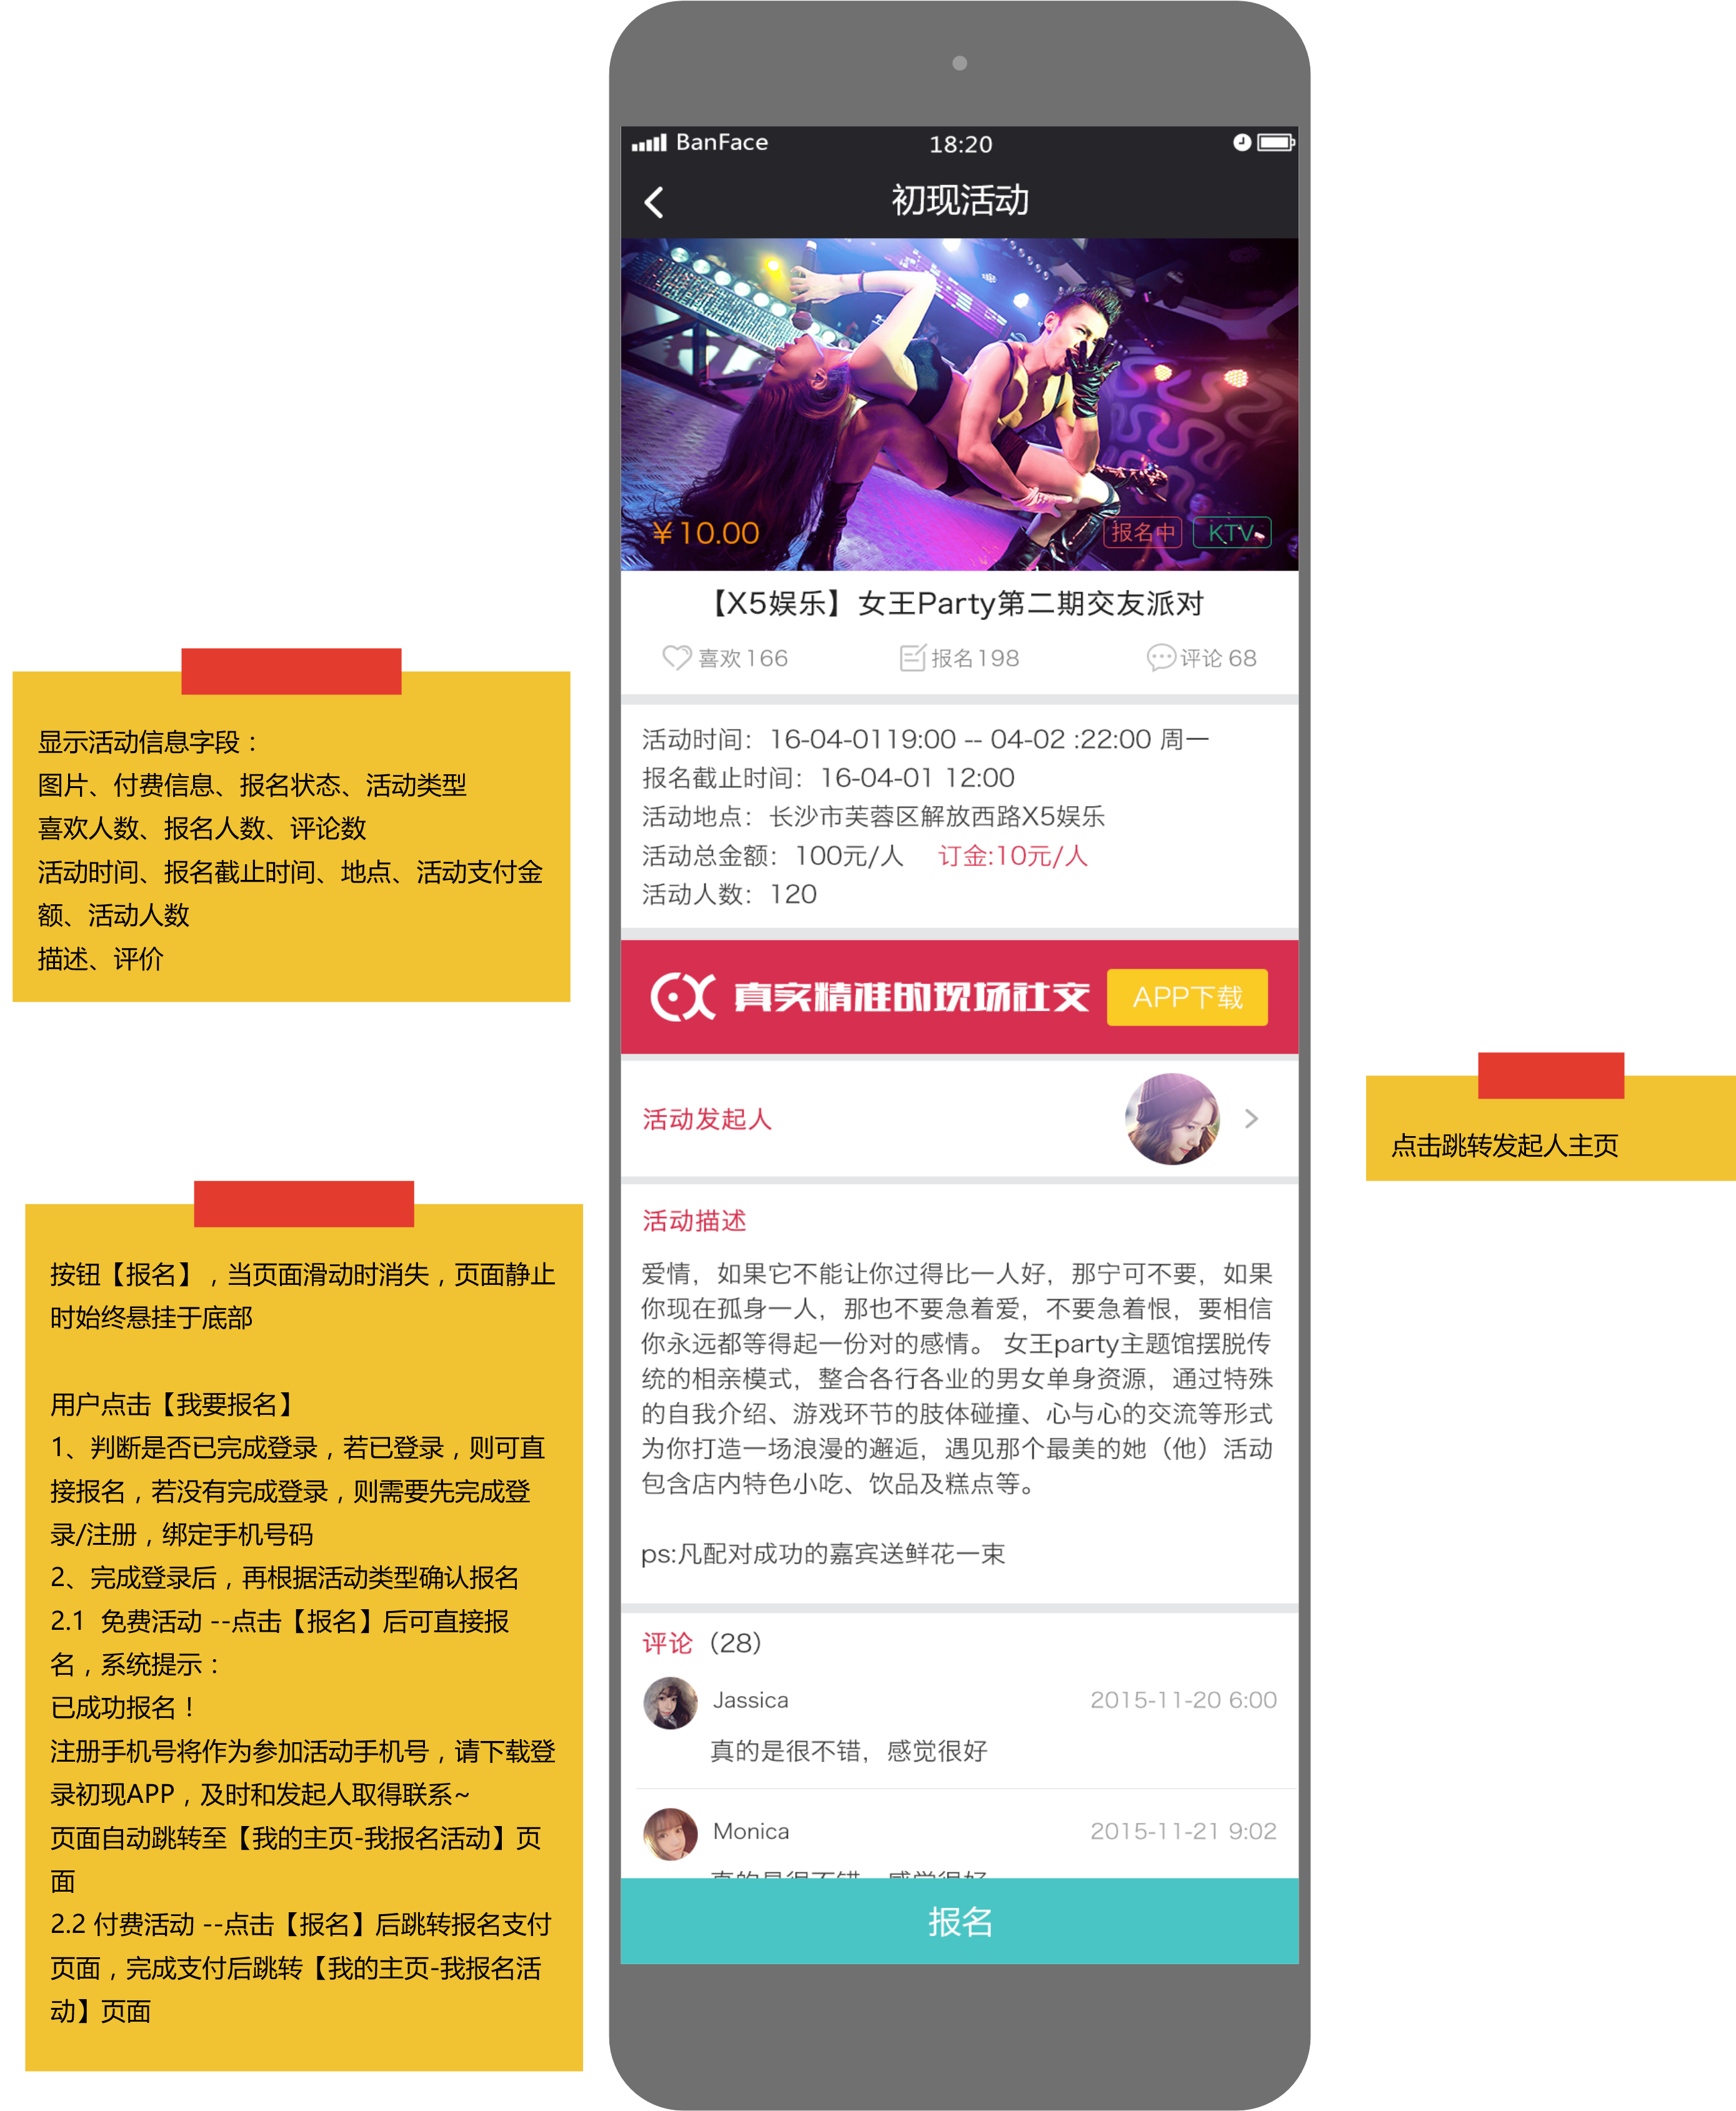 BanFace
18:20
初现活动
￥10.00
报名中
KTV
【X5娱乐】女王Party第二期交友派对
喜欢 166
报名 198
评论 68
活动时间：16-04-0119:00 -- 04-02 :22:00 周一
报名截止时间：16-04-01 12:00
活动地点：长沙市芙蓉区解放西路X5娱乐
活动总金额：100元/人 订金:10元/人
活动人数：120
真实精准的现场社交
APP下载
活动发起人
活动描述
爱情，如果它不能让你过得比一人好，那宁可不要，如果
你现在孤身一人，那也不要急着爱，不要急着恨，要相信
你永远都等得起一份对的感情。 女王party主题馆摆脱传
统的相亲模式，整合各行各业的男女单身资源，通过特殊
的自我介绍、游戏环节的肢体碰撞、心与心的交流等形式
为你打造一场浪漫的邂逅，遇见那个最美的她（他）活动
包含店内特色小吃、饮品及糕点等。
ps:凡配对成功的嘉宾送鲜花一束
评论（28）
Jassica
2015-11-20 6:00
真的是很不错，感觉很好
Monica
2015-11-21 9:02
真的是很不错，感觉很好
报名
显示活动信息字段：
图片、付费信息、报名状态、活动类型
喜欢人数、报名人数、评论数
活动时间、报名截止时间、地点、活动支付金
额、活动人数
描述、评价
按钮【报名】，当页面滑动时消失，页面静止
时始终悬挂于底部
用户点击【我要报名】
1、判断是否已完成登录，若已登录，则可直
接报名，若没有完成登录，则需要先完成登
录/注册，绑定手机号码
2、完成登录后，再根据活动类型确认报名
2.1 免费活动 --点击【报名】后可直接报
名，系统提示：
已成功报名！
注册手机号将作为参加活动手机号，请下载登
录初现APP，及时和发起人取得联系~
页面自动跳转至【我的主页-我报名活动】页
面
2.2 付费活动 --点击【报名】后跳转报名支付
页面，完成支付后跳转【我的主页-我报名活
动】页面
点击跳转发起人主页